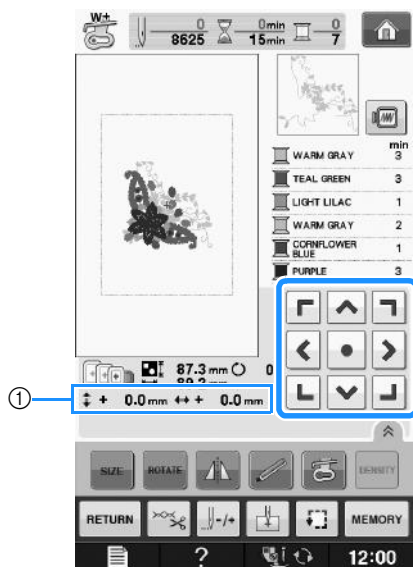 W+ 0 0min 0
8625 15min 7
min
WARM GRAY 3
TEAL GREEN 3
LIGHT LILAC 1
WARM GRAY 2
CORNFLOWER
BLUE 1
PURPLE 3
87.3 mm 0
① + 0.0 mm + 0.0 mm
SIZE ROTATE DENSITY
RETURN -/+ MEMORY
? 12:00